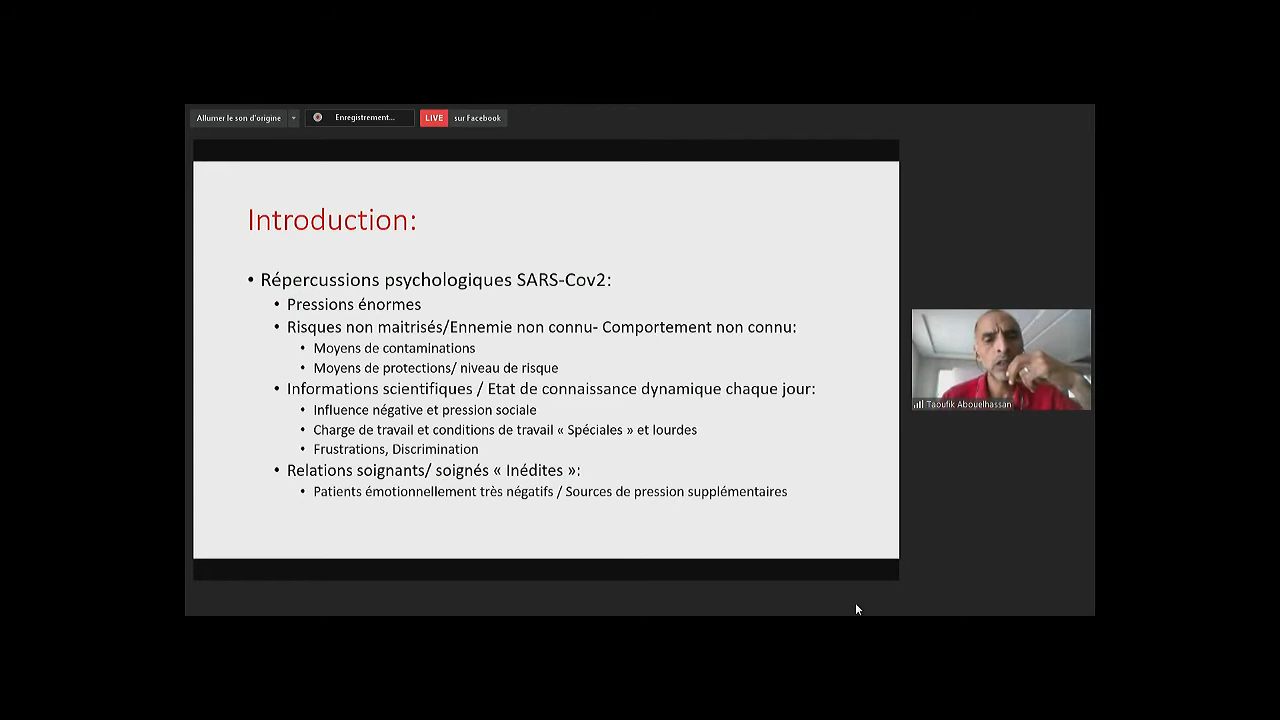 Allumer le son d'origine
Enregistrement...
LIVE sur Facebook
Introduction:
• Répercussions psychologiques SARS-Cov2:
• Pressions énormes
• Risques non maitrisés/Ennemie non connu- Comportement non connu:
• Moyens de contaminations
• Moyens de protections/ niveau de risque
• Informations scientifiques / Etat de connaissance dynamique chaque jour:
• Influence négative et pression sociale
• Charge de travail et conditions de travail « Spéciales » et lourdes
• Frustrations, Discrimination
• Relations soignants/ soignés « Inédites »:
• Patients émotionnellement très négatifs / Sources de pression supplémentaires
Taoufik Abouelhassan